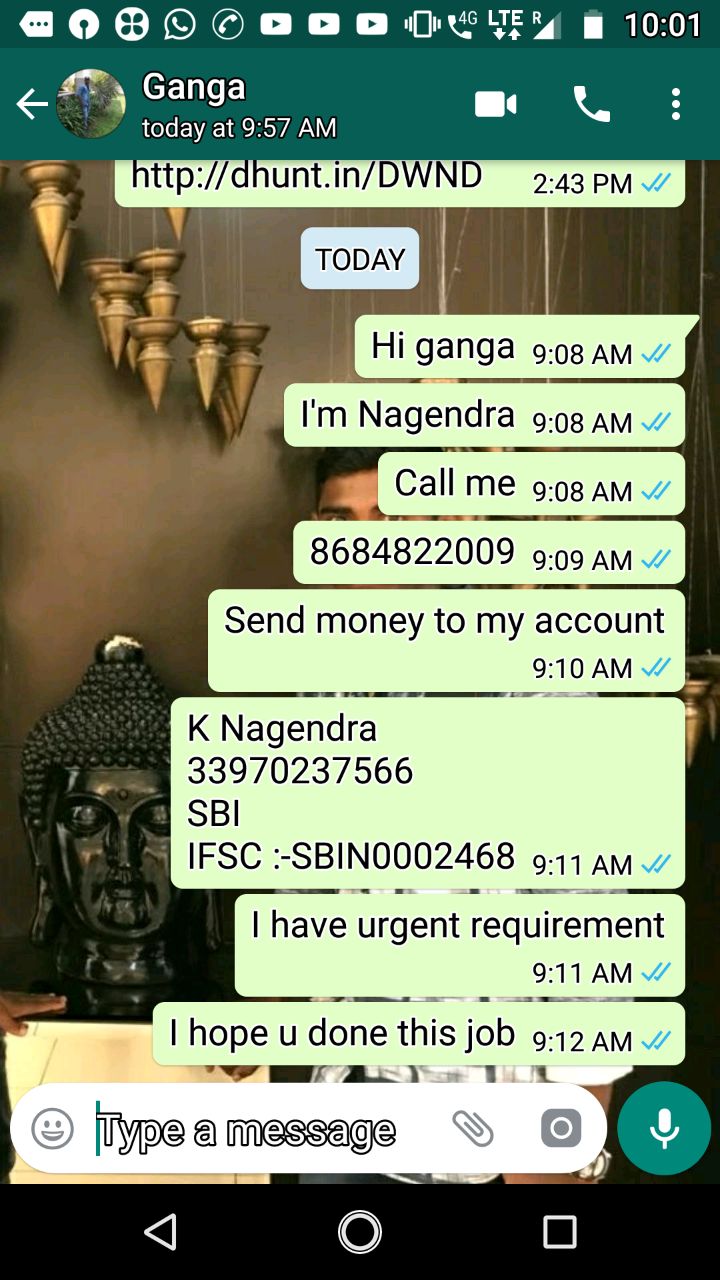 4G LTE R 10:01
Ganga
today at 9:57 AM
http://dhunt.in/DWND 2:43 PM
TODAY
Hi ganga 9:08 AM
I'm Nagendra 9:08 AM
Call me 9:08 AM
8684822009 9:09 AM
Send money to my account
9:10 AM
K Nagendra
33970237566
SBI
IFSC :-SBIN0002468 9:11 AM
I have urgent requirement
9:11 AM
I hope u done this job 9:12 AM
Type a message